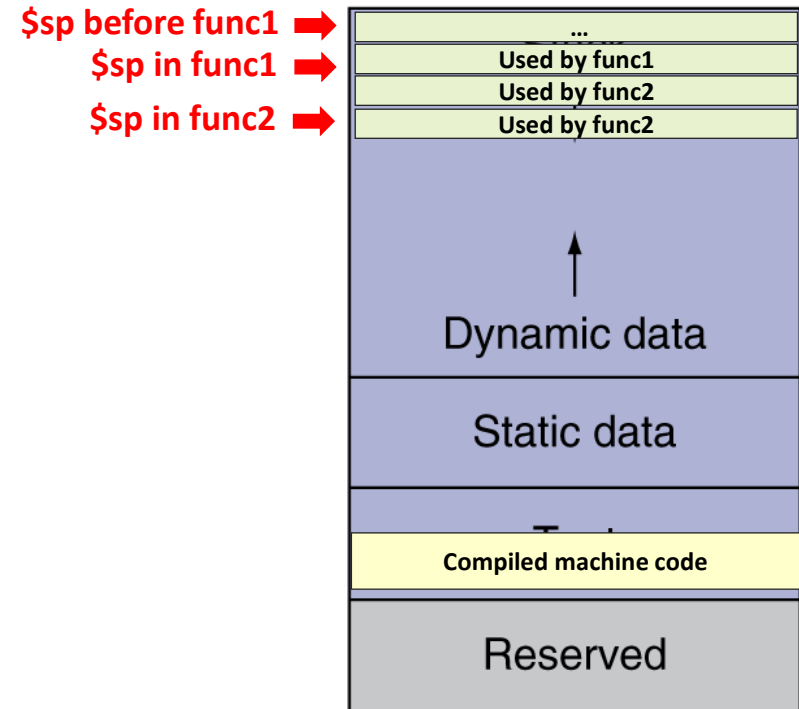 $sp before func1
…
$sp in func1
Used by func1
Used by func2
$sp in func2
Used by func2
Dynamic data
Static data
Compiled machine code
Reserved